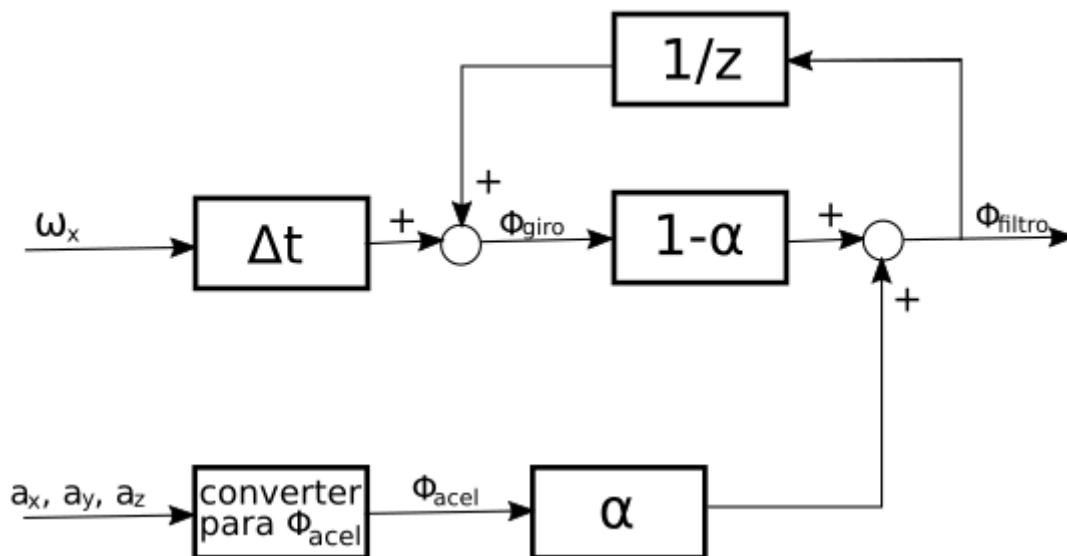 1/z
+
ωx
Δt
+
Φgiro
1-α
+
Φfiltro
+
ax, ay, az
converter
para Φacel
Φacel
α